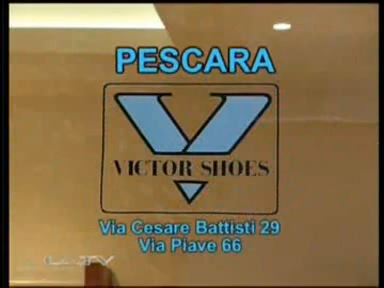 PESCARA
VICTOR SHOES
Via Cesare Battisti 29
Via Piave 66